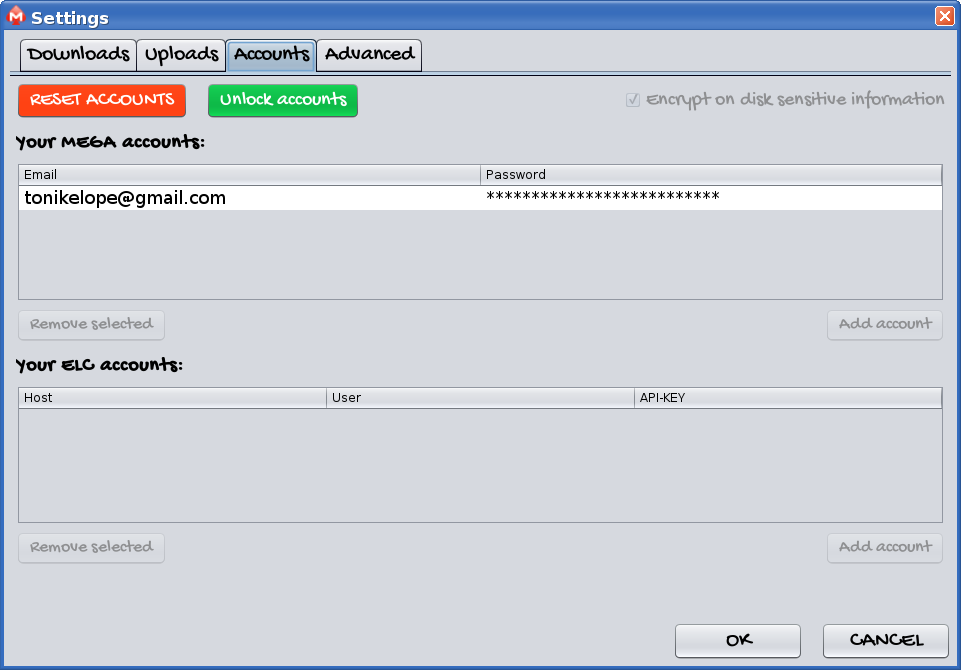 Settings
Downloads Uploads Accounts Advanced
RESET ACCOUNTS Unlock accounts Encrypt on disk sensitive information
Your MEGA accounts:
Email Password
tonikelope@gmail.com **************************
Remove selected Add account
Your ELC accounts:
Host User API-KEY
Remove selected Add account
OK CANCEL